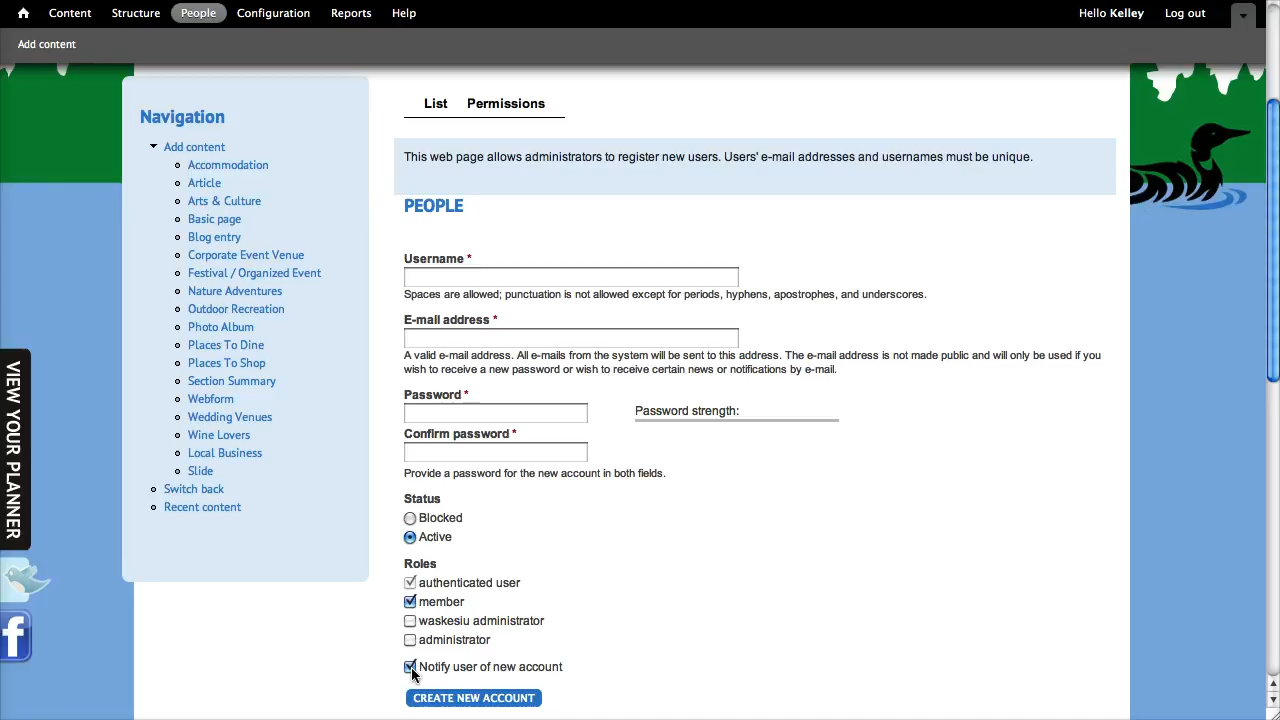 Content Structure People Configuration Reports Help Hello Kelley Log out
Add content
Navigation
Add content
Accommodation
Article
Arts & Culture
Basic page
Blog entry
Corporate Event Venue
Festival / Organized Event
Nature Adventures
Outdoor Recreation
Photo Album
Places To Dine
Places To Shop
Section Summary
Webform
Wedding Venues
Wine Lovers
Local Business
Slide
Switch back
Recent content
VIEW YOUR PLANNER
f
List Permissions
This web page allows administrators to register new users. Users' e-mail addresses and usernames must be unique.
PEOPLE
Username *
Spaces are allowed; punctuation is not allowed except for periods, hyphens, apostrophes, and underscores.
E-mail address *
A valid e-mail address. All e-mails from the system will be sent to this address. The e-mail address is not made public and will only be used if you
wish to receive a new password or wish to receive certain news or notifications by e-mail.
Password *
Password strength:
Confirm password *
Provide a password for the new account in both fields.
Status
Blocked
Active
Roles
authenticated user
member
waskesiu administrator
administrator
Notify user of new account
CREATE NEW ACCOUNT